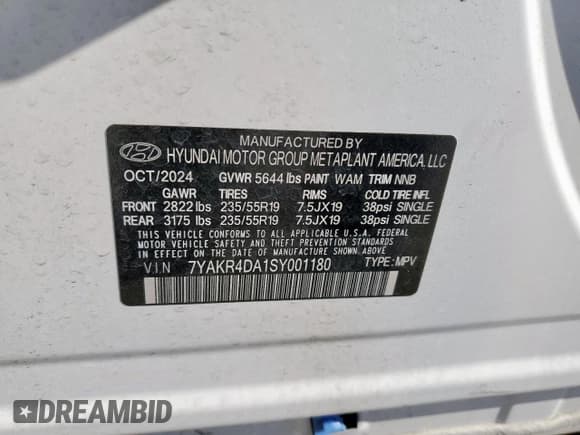 MANUFACTURED BY
HYUNDAI MOTOR GROUP METAPLANT AMERICA, LLC
OCT/2024 GVWR 5644 lbs PAINT WAM TRIM NNB
GAWR TIRES RIMS COLD TIRE INFL
FRONT 2822 lbs 235/55R19 7.5JX19 38psi SINGLE
REAR 3175 lbs 235/55R19 7.5JX19 38psi SINGLE
THIS VEHICLE CONFORMS TO ALL APPLICABLE U.S.A. FEDERAL
MOTOR VEHICLE SAFETY AND THEFT PREVENTION STANDARDS
IN EFFECT ON THE DATE OF MANUFACTURE SHOWN ABOVE
V.I.N 7YAKR4DA1SY001180 TYPE:MPV
DREAMBID